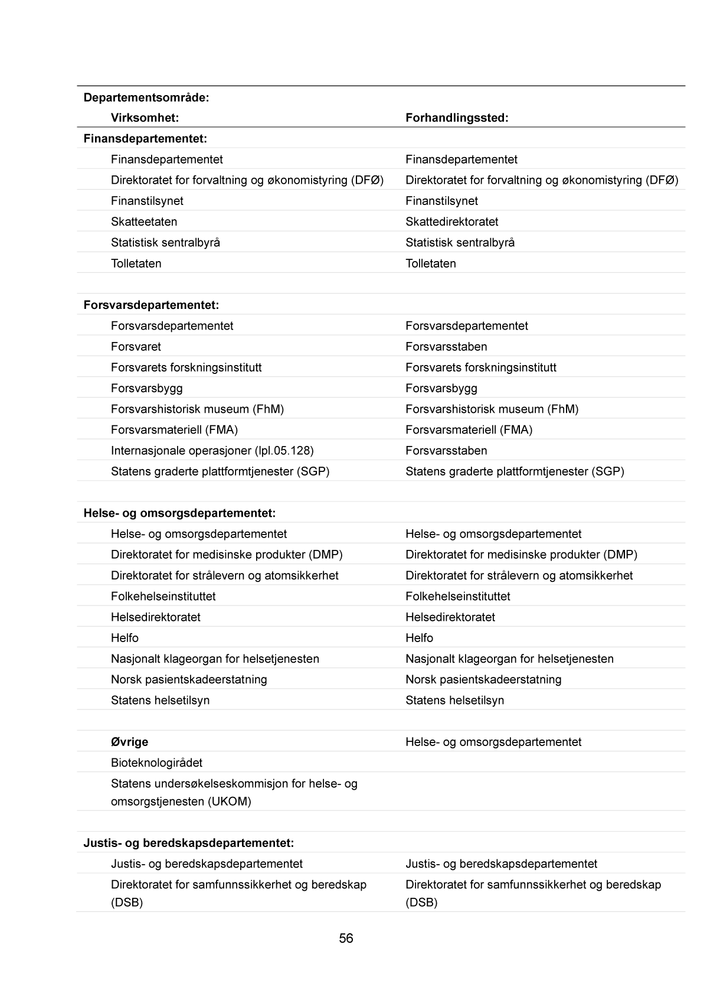 Departementsområde:
Virksomhet: Forhandlingssted:
Finansdepartementet:
Finansdepartementet Finansdepartementet
Direktoratet for forvaltning og økonomistyring (DFØ) Direktoratet for forvaltning og økonomistyring (DFØ)
Finanstilsynet Finanstilsynet
Skatteetaten Skattedirektoratet
Statistisk sentralbyrå Statistisk sentralbyrå
Tolletaten Tolletaten
Forsvarsdepartementet:
Forsvarsdepartementet Forsvarsdepartementet
Forsvaret Forsvarsstaben
Forsvarets forskningsinstitutt Forsvarets forskningsinstitutt
Forsvarsbygg Forsvarsbygg
Forsvarshistorisk museum (FhM) Forsvarshistorisk museum (FhM)
Forsvarsmateriell (FMA) Forsvarsmateriell (FMA)
Internasjonale operasjoner (lpl.05.128) Forsvarsstaben
Statens graderte plattformtjenester (SGP) Statens graderte plattformtjenester (SGP)
Helse- og omsorgsdepartementet:
Helse- og omsorgsdepartementet Helse- og omsorgsdepartementet
Direktoratet for medisinske produkter (DMP) Direktoratet for medisinske produkter (DMP)
Direktoratet for strålevern og atomsikkerhet Direktoratet for strålevern og atomsikkerhet
Folkehelseinstituttet Folkehelseinstituttet
Helsedirektoratet Helsedirektoratet
Helfo Helfo
Nasjonalt klageorgan for helsetjenesten Nasjonalt klageorgan for helsetjenesten
Norsk pasientskadeerstatning Norsk pasientskadeerstatning
Statens helsetilsyn Statens helsetilsyn
Øvrige Helse- og omsorgsdepartementet
Bioteknologirådet
Statens undersøkelseskommisjon for helse- og
omsorgstjenesten (UKOM)
Justis- og beredskapsdepartementet:
Justis- og beredskapsdepartementet Justis- og beredskapsdepartementet
Direktoratet for samfunnssikkerhet og beredskap Direktoratet for samfunnssikkerhet og beredskap
(DSB) (DSB)
56